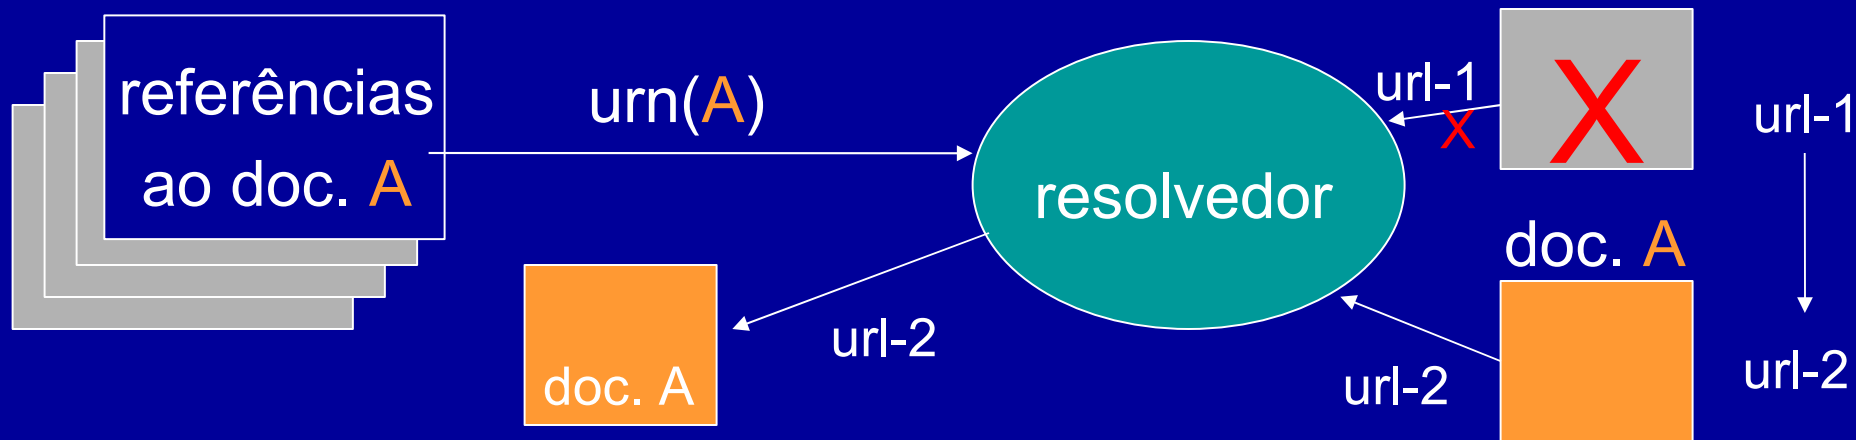 referências
ao doc. A
urn(A)
doc. A
url-2
resolvedor
url-1
X
X
url-1
doc. A
url-2
url-2